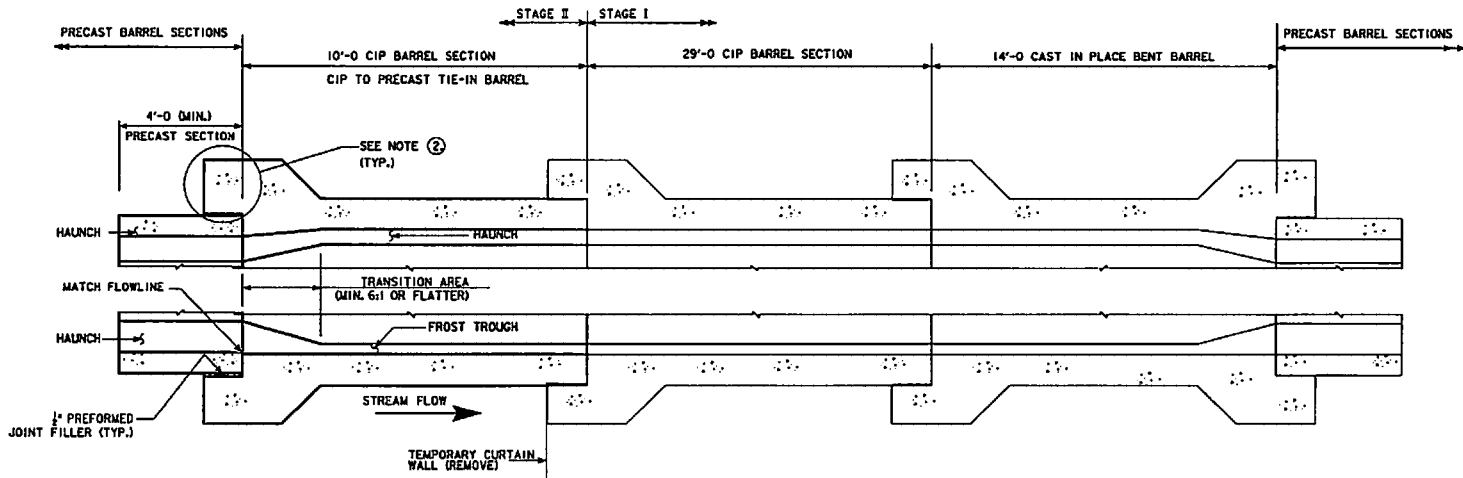 STAGE II
STAGE I
PRECAST BARREL SECTIONS
10'-0 CIP BARREL SECTION
CIP TO PRECAST TIE-IN BARREL
29'-0 CIP BARREL SECTION
14'-0 CAST IN PLACE BENT BARREL
PRECAST BARREL SECTIONS
4'-0 (MIN.)
PRECAST SECTION
SEE NOTE 2.
(TYP.)
HAUNCH
HAUNCH
TRANSITION AREA
(MIN. 6:1 OR FLATTER)
MATCH FLOWLINE
FROST TROUGH
HAUNCH
STREAM FLOW
1/2" PREFORMED
JOINT FILLER (TYP.)
TEMPORARY CURTAIN
WALL (REMOVE)